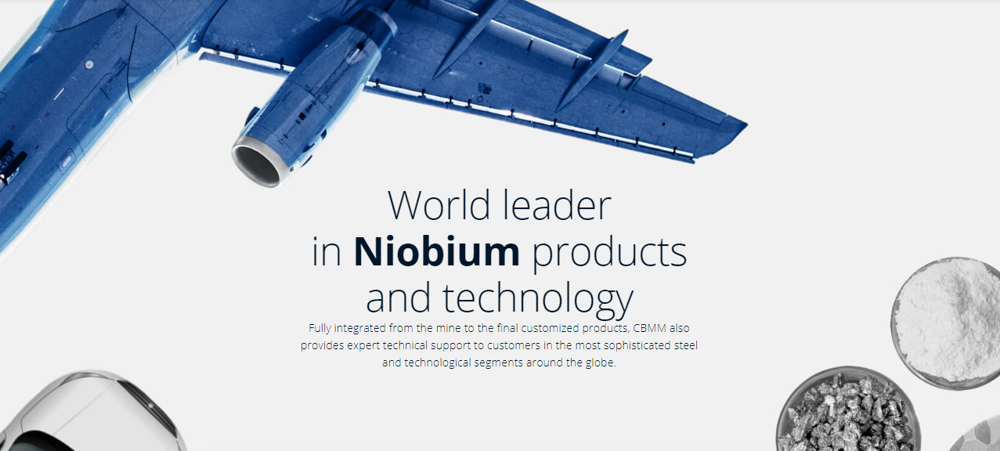 World leader
in Niobium products
and technology
Fully integrated from the mine to the final customized products, CBMM also
provides expert technical support to customers in the most sophisticated steel
and technological segments around the globe.